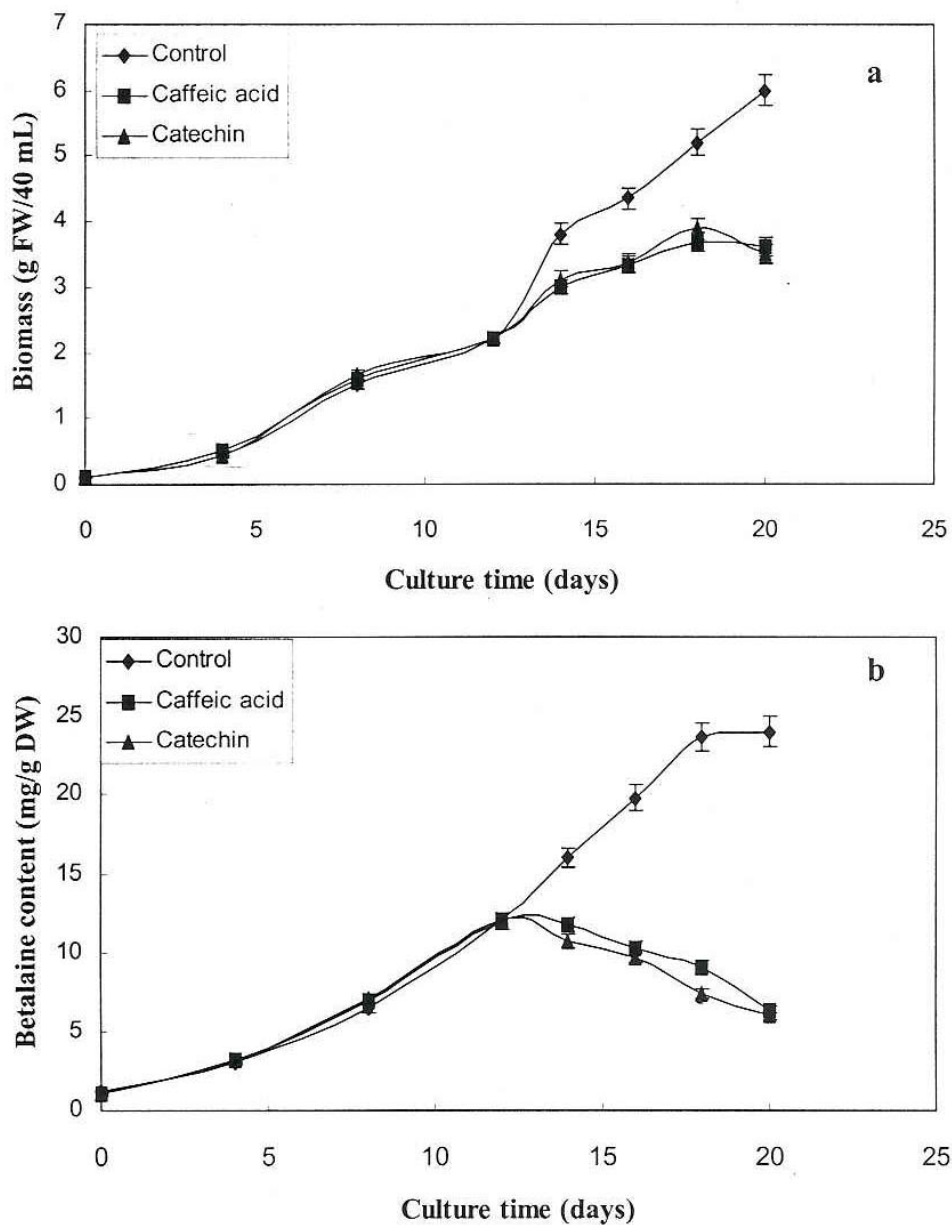 7
6
5
4
3
2
1
0
Biomass (g FW/40 mL)
Control
Caffeic acid
Catechin
a
0 5 10 15 20 25
Culture time (days)
30
25
20
15
10
5
0
Betalaine content (mg/g DW)
Control
Caffeic acid
Catechin
b
0 5 10 15 20 25
Culture time (days)